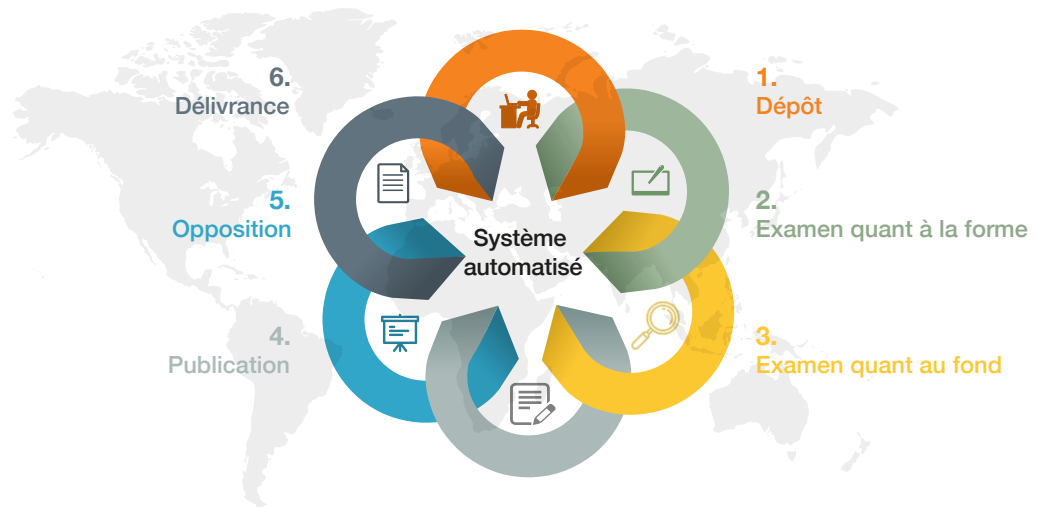 1.
Dépôt
2.
Examen quant à la forme
3.
Examen quant au fond
4.
Publication
5.
Opposition
6.
Délivrance
Système
automatisé